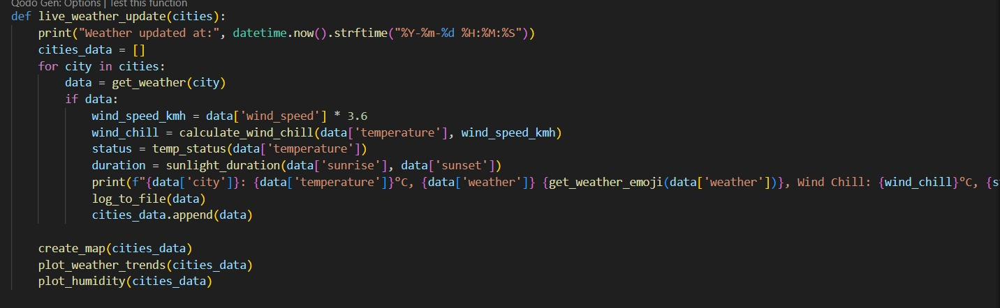 Qodo Gen: Options | Test this function
def live_weather_update(cities):
    print("Weather updated at:", datetime.now().strftime("%Y-%m-%d %H:%M:%S"))
    cities_data = []
    for city in cities:
        data = get_weather(city)
        if data:
            wind_speed_kmh = data['wind_speed'] * 3.6
            wind_chill = calculate_wind_chill(data['temperature'], wind_speed_kmh)
            status = temp_status(data['temperature'])
            duration = sunlight_duration(data['sunrise'], data['sunset'])
            print(f"{data['city']}: {data['temperature']}°C, {data['weather']} {get_weather_emoji(data['weather'])}, Wind Chill: {wind_chill}°C, {s
            log_to_file(data)
            cities_data.append(data)
    create_map(cities_data)
    plot_weather_trends(cities_data)
    plot_humidity(cities_data)